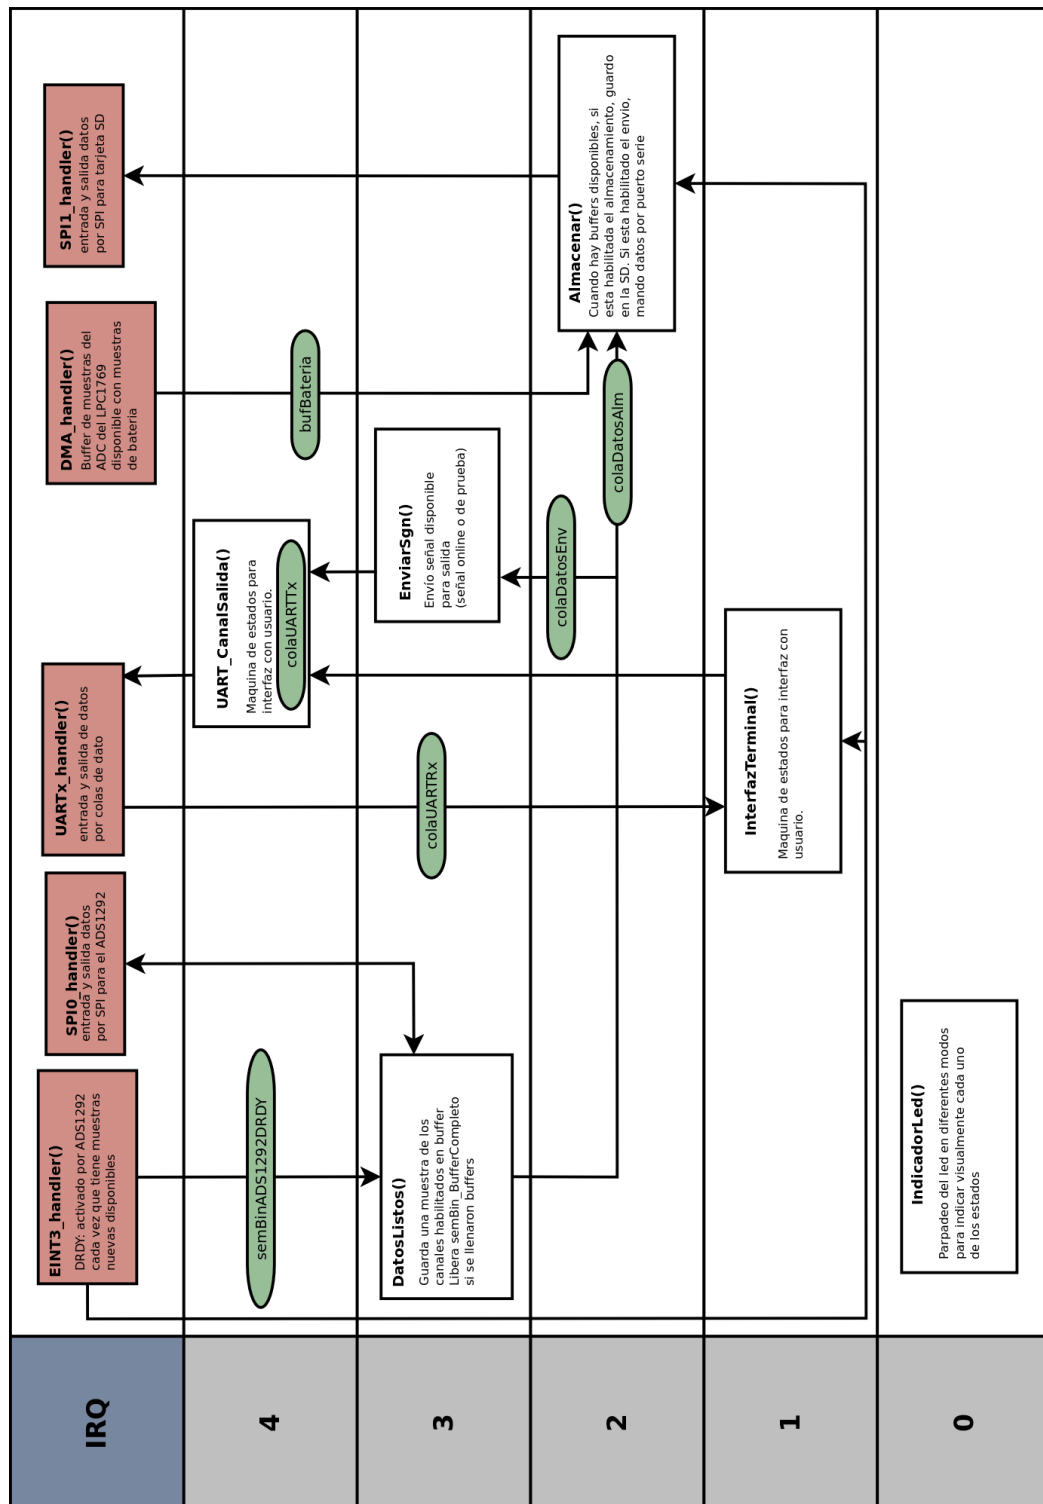 IRQ
EINT3_handler()
DRDY: activado por ADS1292
cada vez que tiene muestras
nuevas disponibles
SPI0_handler()
entrada y salida datos
por SPI para el ADS1292
UARTx_handler()
entrada y salida de datos
por colas de dato
DMA_handler()
Buffer de muestras del
ADC del LPC1769
disponible con muestras
de bateria
SPI1_handler()
entrada y salida datos
por SPI para tarjeta SD
4
semBinADS1292DRDY
UART_CanalSalida()
Maquina de estados para
interfaz con usuario.
colaUARTTx
bufBateria
3
DatosListos()
Guarda una muestra de los
canales habilitados en buffer
Libera semBin_BufferCompleto
si se llenaron buffers
colaUARTRx
EnviarSgn()
Envío señal disponible
para salida
(señal online o de prueba)
2
colaDatosEnv
colaDatosAlm
Almacenar()
Cuando hay buffers disponibles, si
esta habilitada el almacenamiento, guardo
en la SD. Si esta habilitado el envio,
mando datos por puerto serie
1
InterfazTerminal()
Maquina de estados para interfaz con
usuario.
0
IndicadorLed()
Parpadeo del led en diferentes modos
para indicar visualmente cada uno
de los estados